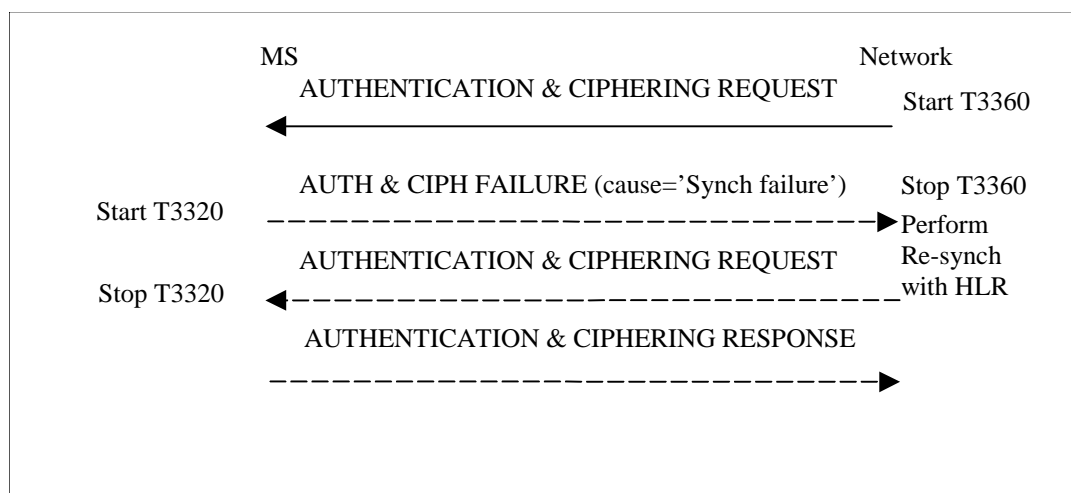 MS
Network
AUTHENTICATION & CIPHERING REQUEST
Start T3360
AUTH & CIPH FAILURE (cause=’Synch failure’)
Stop T3360
Start T3320
Perform
Re-synch
with HLR
AUTHENTICATION & CIPHERING REQUEST
Stop T3320
AUTHENTICATION & CIPHERING RESPONSE